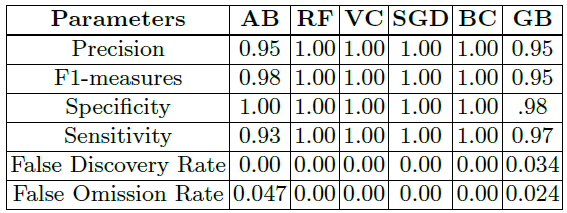 Parameters AB RF VC SGD BC GB
Precision 0.95 1.00 1.00 1.00 1.00 0.95
F1-measures 0.98 1.00 1.00 1.00 1.00 0.95
Specificity 1.00 1.00 1.00 1.00 1.00 .98
Sensitivity 0.93 1.00 1.00 1.00 1.00 0.97
False Discovery Rate 0.00 0.00 0.00 0.00 0.00 0.034
False Omission Rate 0.047 0.00 0.00 0.00 0.00 0.024